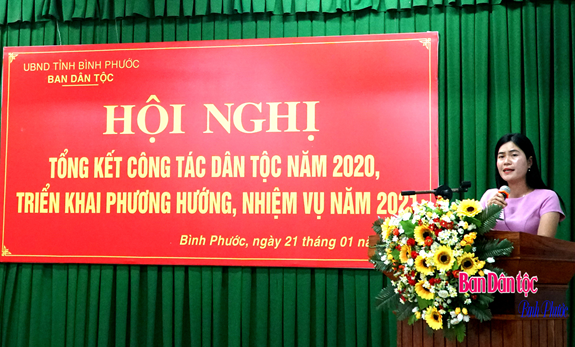 UBND TỈNH BÌNH PHƯỚC
BAN DÂN TỘC
HỘI NGHỊ
TỔNG KẾT CÔNG TÁC DÂN TỘC NĂM 2020,
TRIỂN KHAI PHƯƠNG HƯỚNG, NHIỆM VỤ NĂM 2021
Bình Phước, ngày 21 tháng 01
Ban Dân tộc